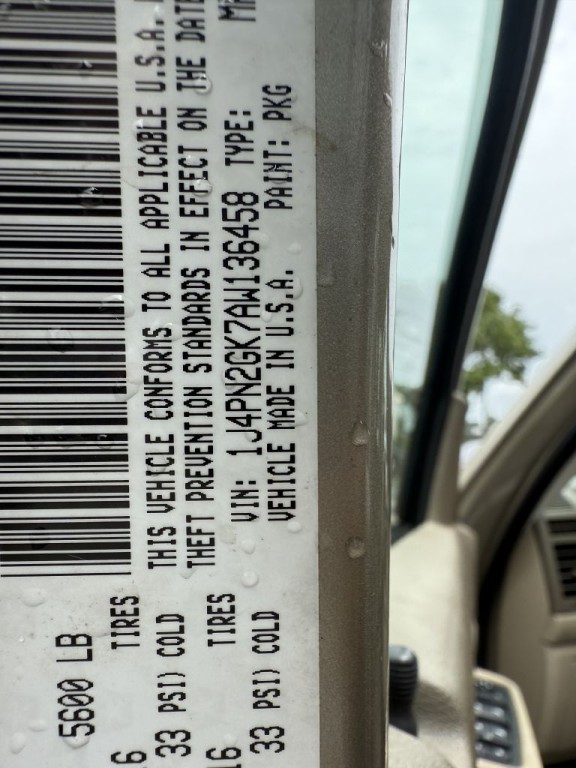 5600 LB
TIRES
33 PSI) COLD
TIRES
33 PSI) COLD
THIS VEHICLE CONFORMS TO ALL APPLICABLE U.S.A.
THEFT PREVENTION STANDARDS IN EFFECT ON THE DATE
VIN: 1J4PN2GK7AW136458 TYPE:
VEHICLE MADE IN U.S.A. PAINT: PKG